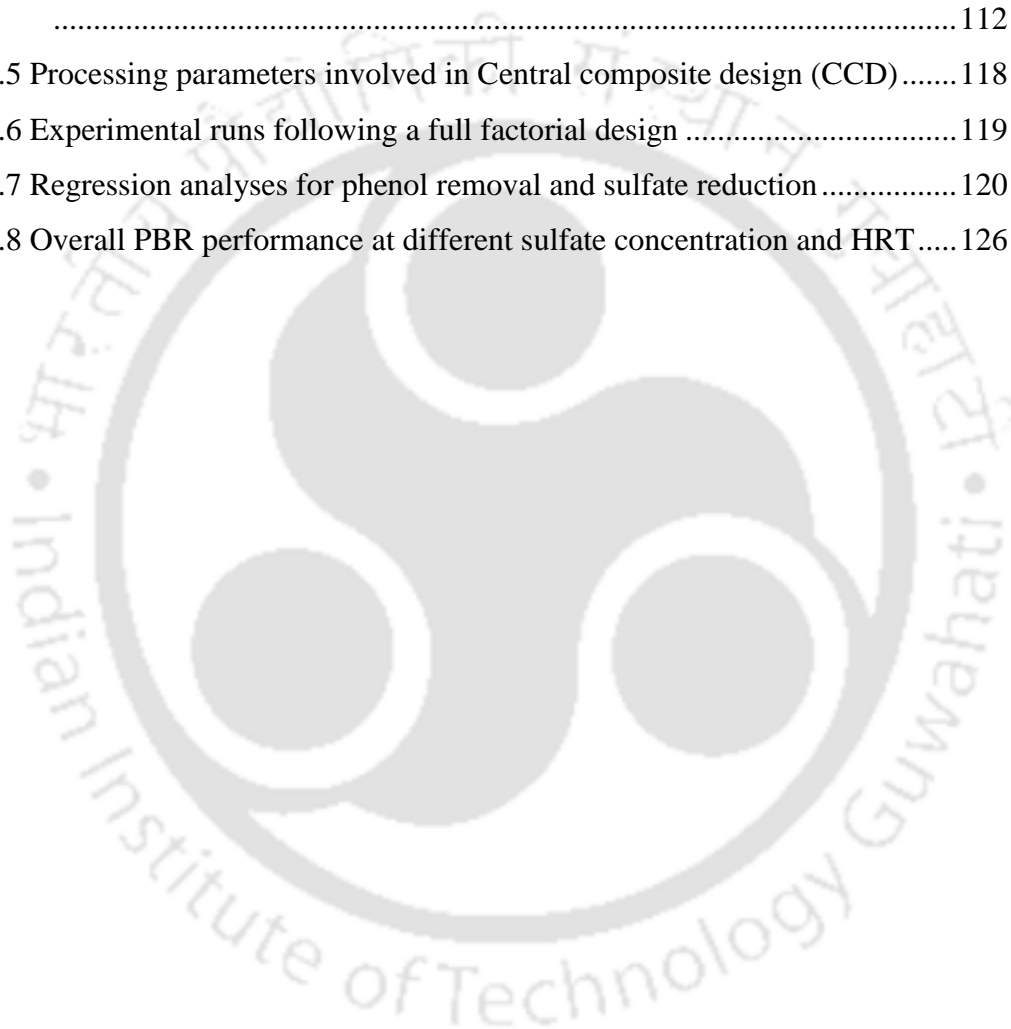 ........................................................................................................................112
.5 Processing parameters involved in Central composite design (CCD).......118
.6 Experimental runs following a full factorial design ....................................119
.7 Regression analyses for phenol removal and sulfate reduction..................120
.8 Overall PBR performance at different sulfate concentration and HRT.....126
भारतीय प्रौद्योगिकी संस्थान गुवाहाटी
Indian Institute of Technology Guwahati